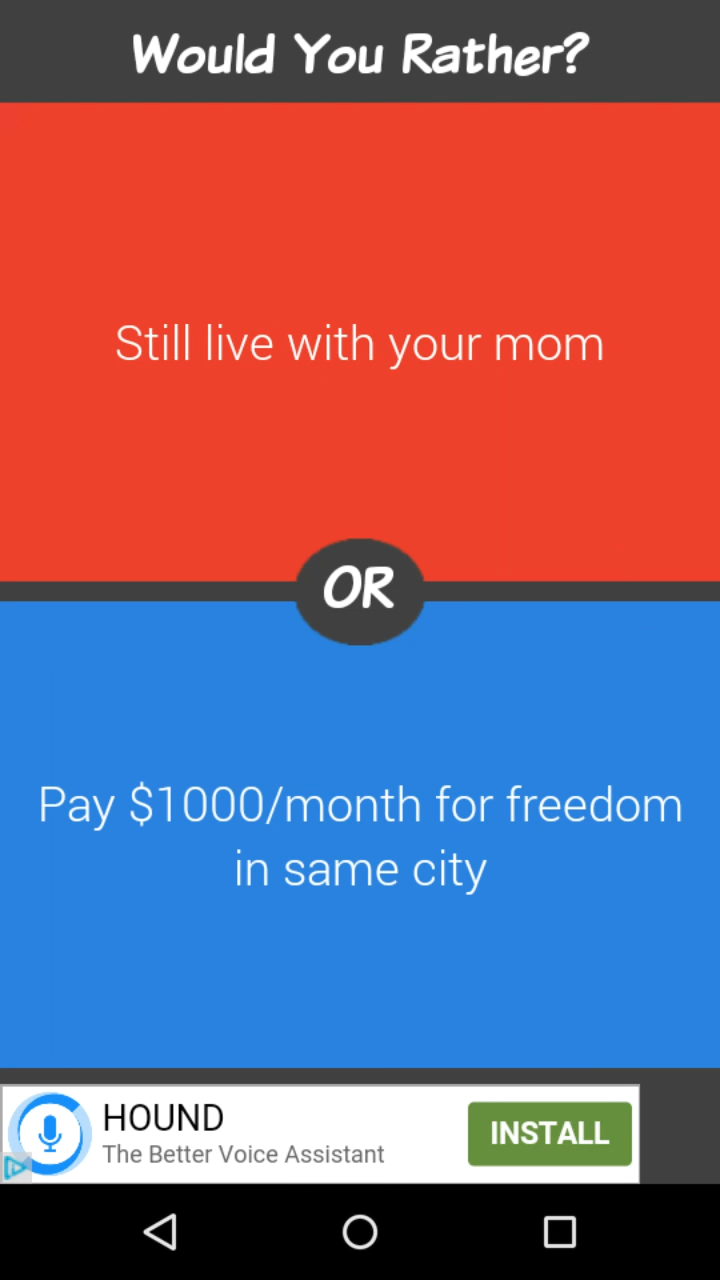 Would You Rather?
Still live with your mom
OR
Pay $1000/month for freedom
in same city
HOUND
The Better Voice Assistant
INSTALL